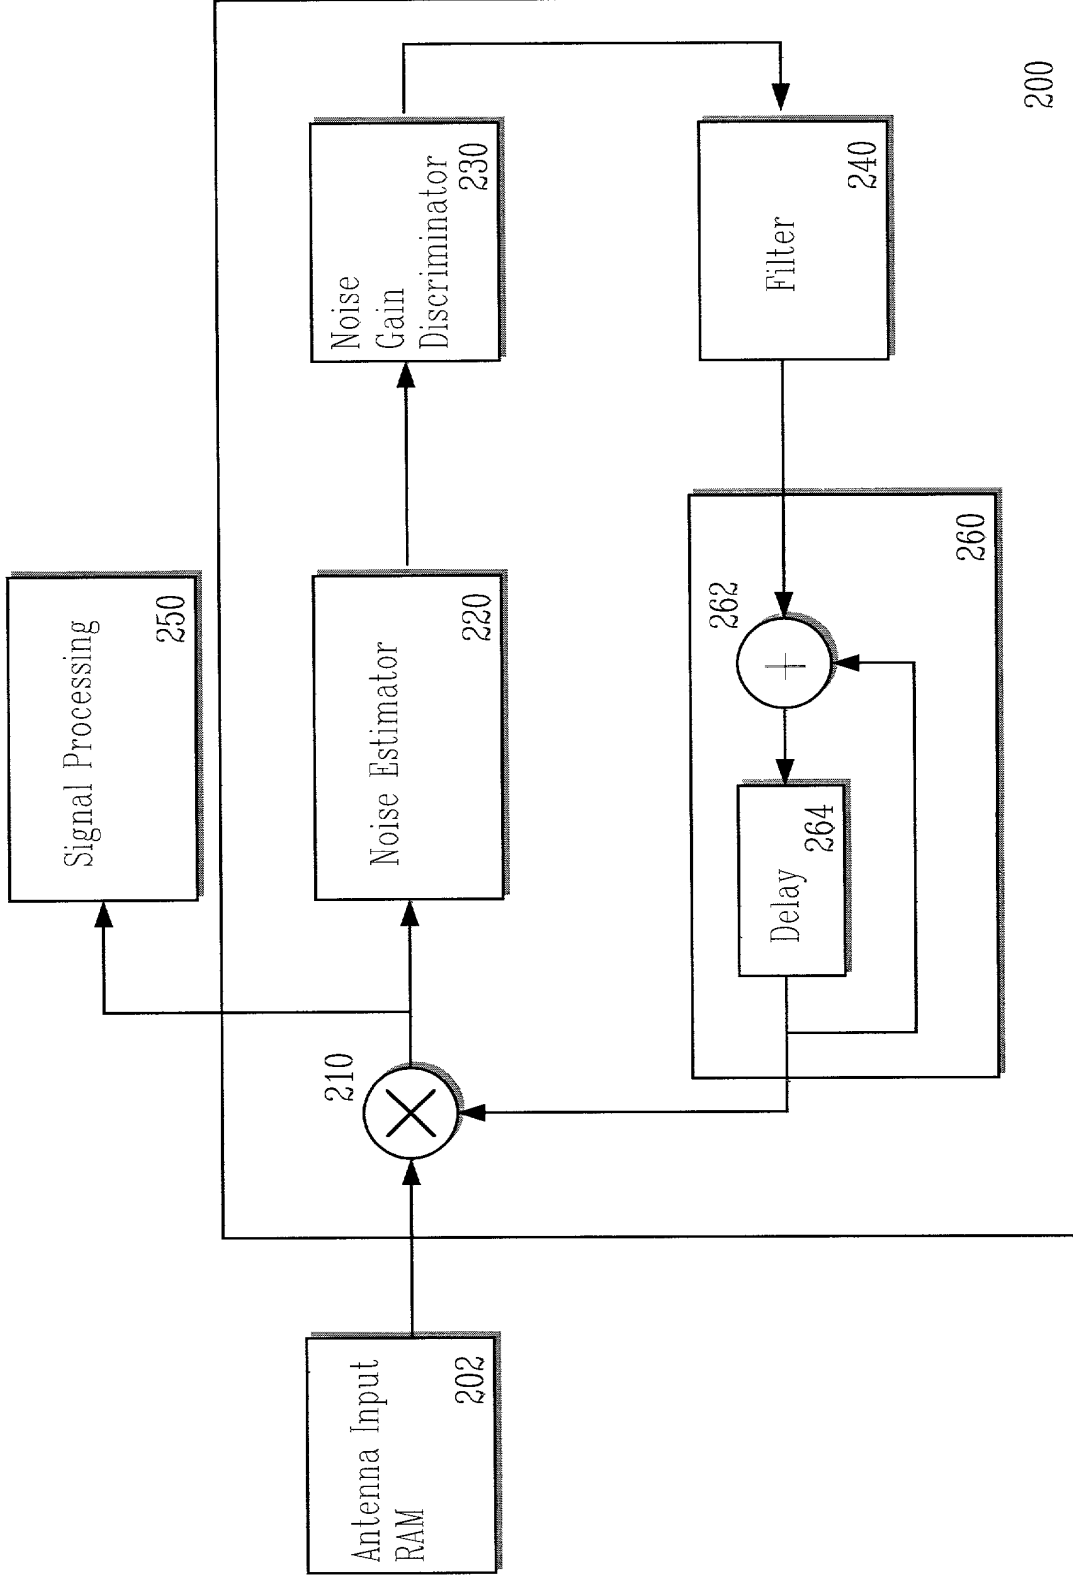 Signal Processing
250
Antenna Input
RAM
202
210
Noise Estimator
220
Noise
Gain
Discriminator
230
Delay
264
262
+
260
Filter
240
200